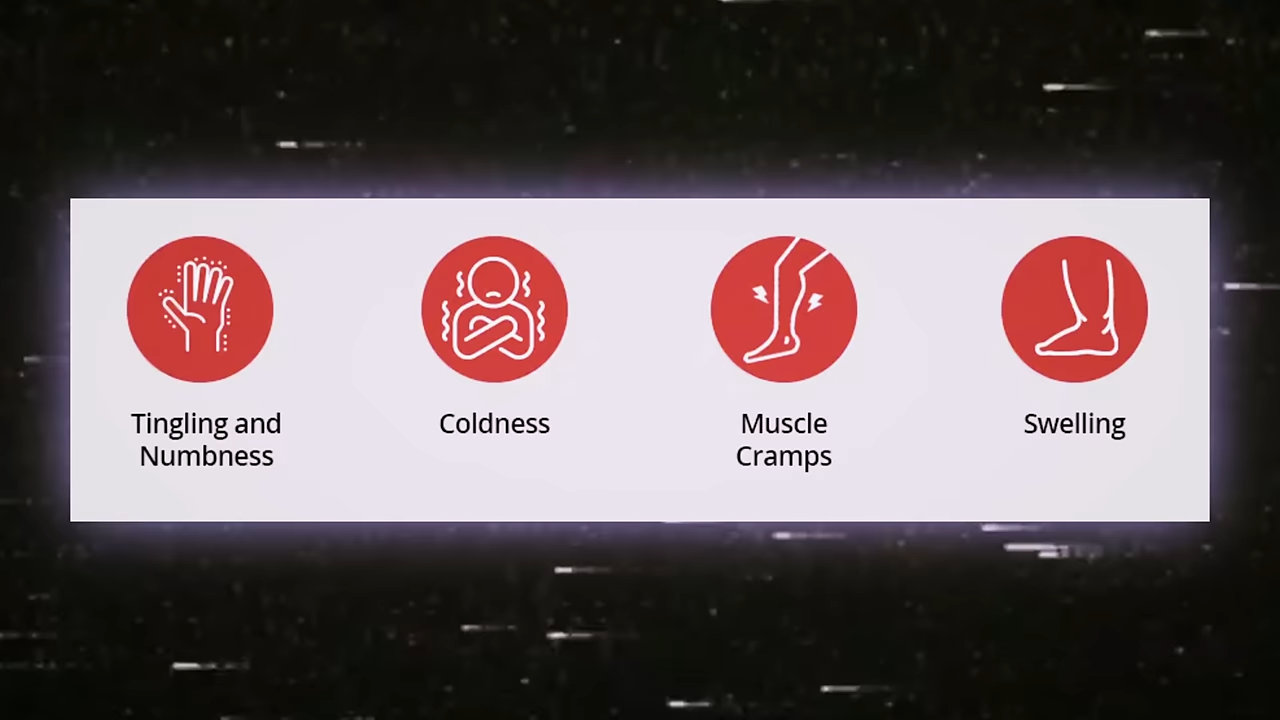 Tingling and
Numbness
Coldness
Muscle
Cramps
Swelling